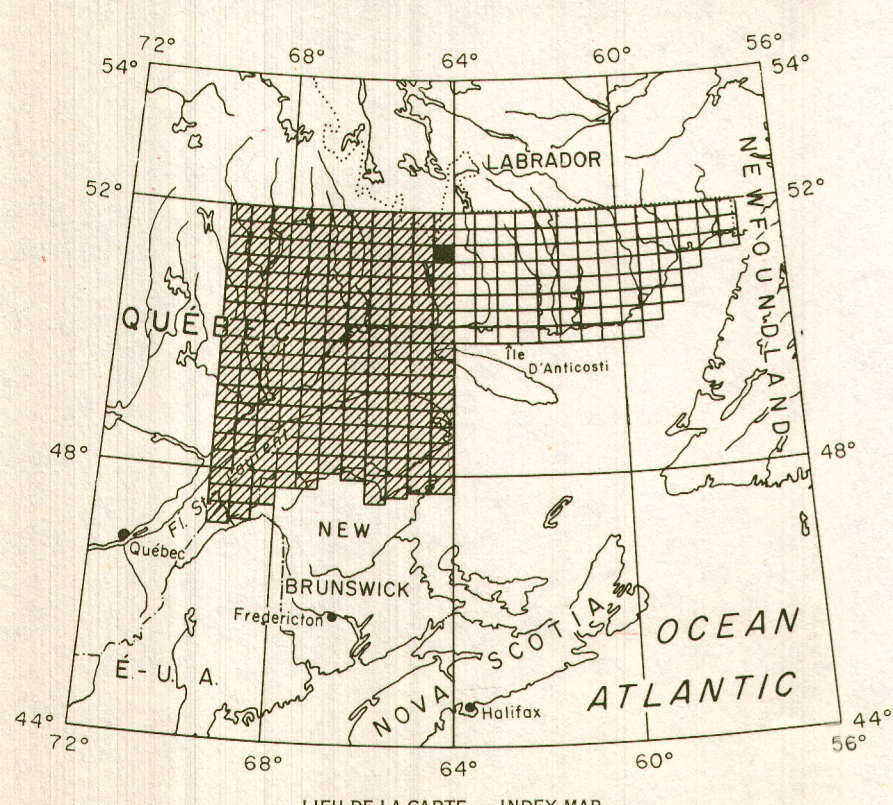 72° 68° 64° 60° 56°
54° 54°
LABRADOR
52° 52°
NEWFOUNDLAND
QUÉBEC
Île
D'Anticosti
48° 48°
Fl. St-Laurent
Québec
NEW
BRUNSWICK
Fredericton
OCEAN
ATLANTIC
É.-U.A.
NOVA SCOTIA
Halifax
44° 44°
72° 68° 64° 60° 56°
LIEU DE LA CARTE — INDEX MAP